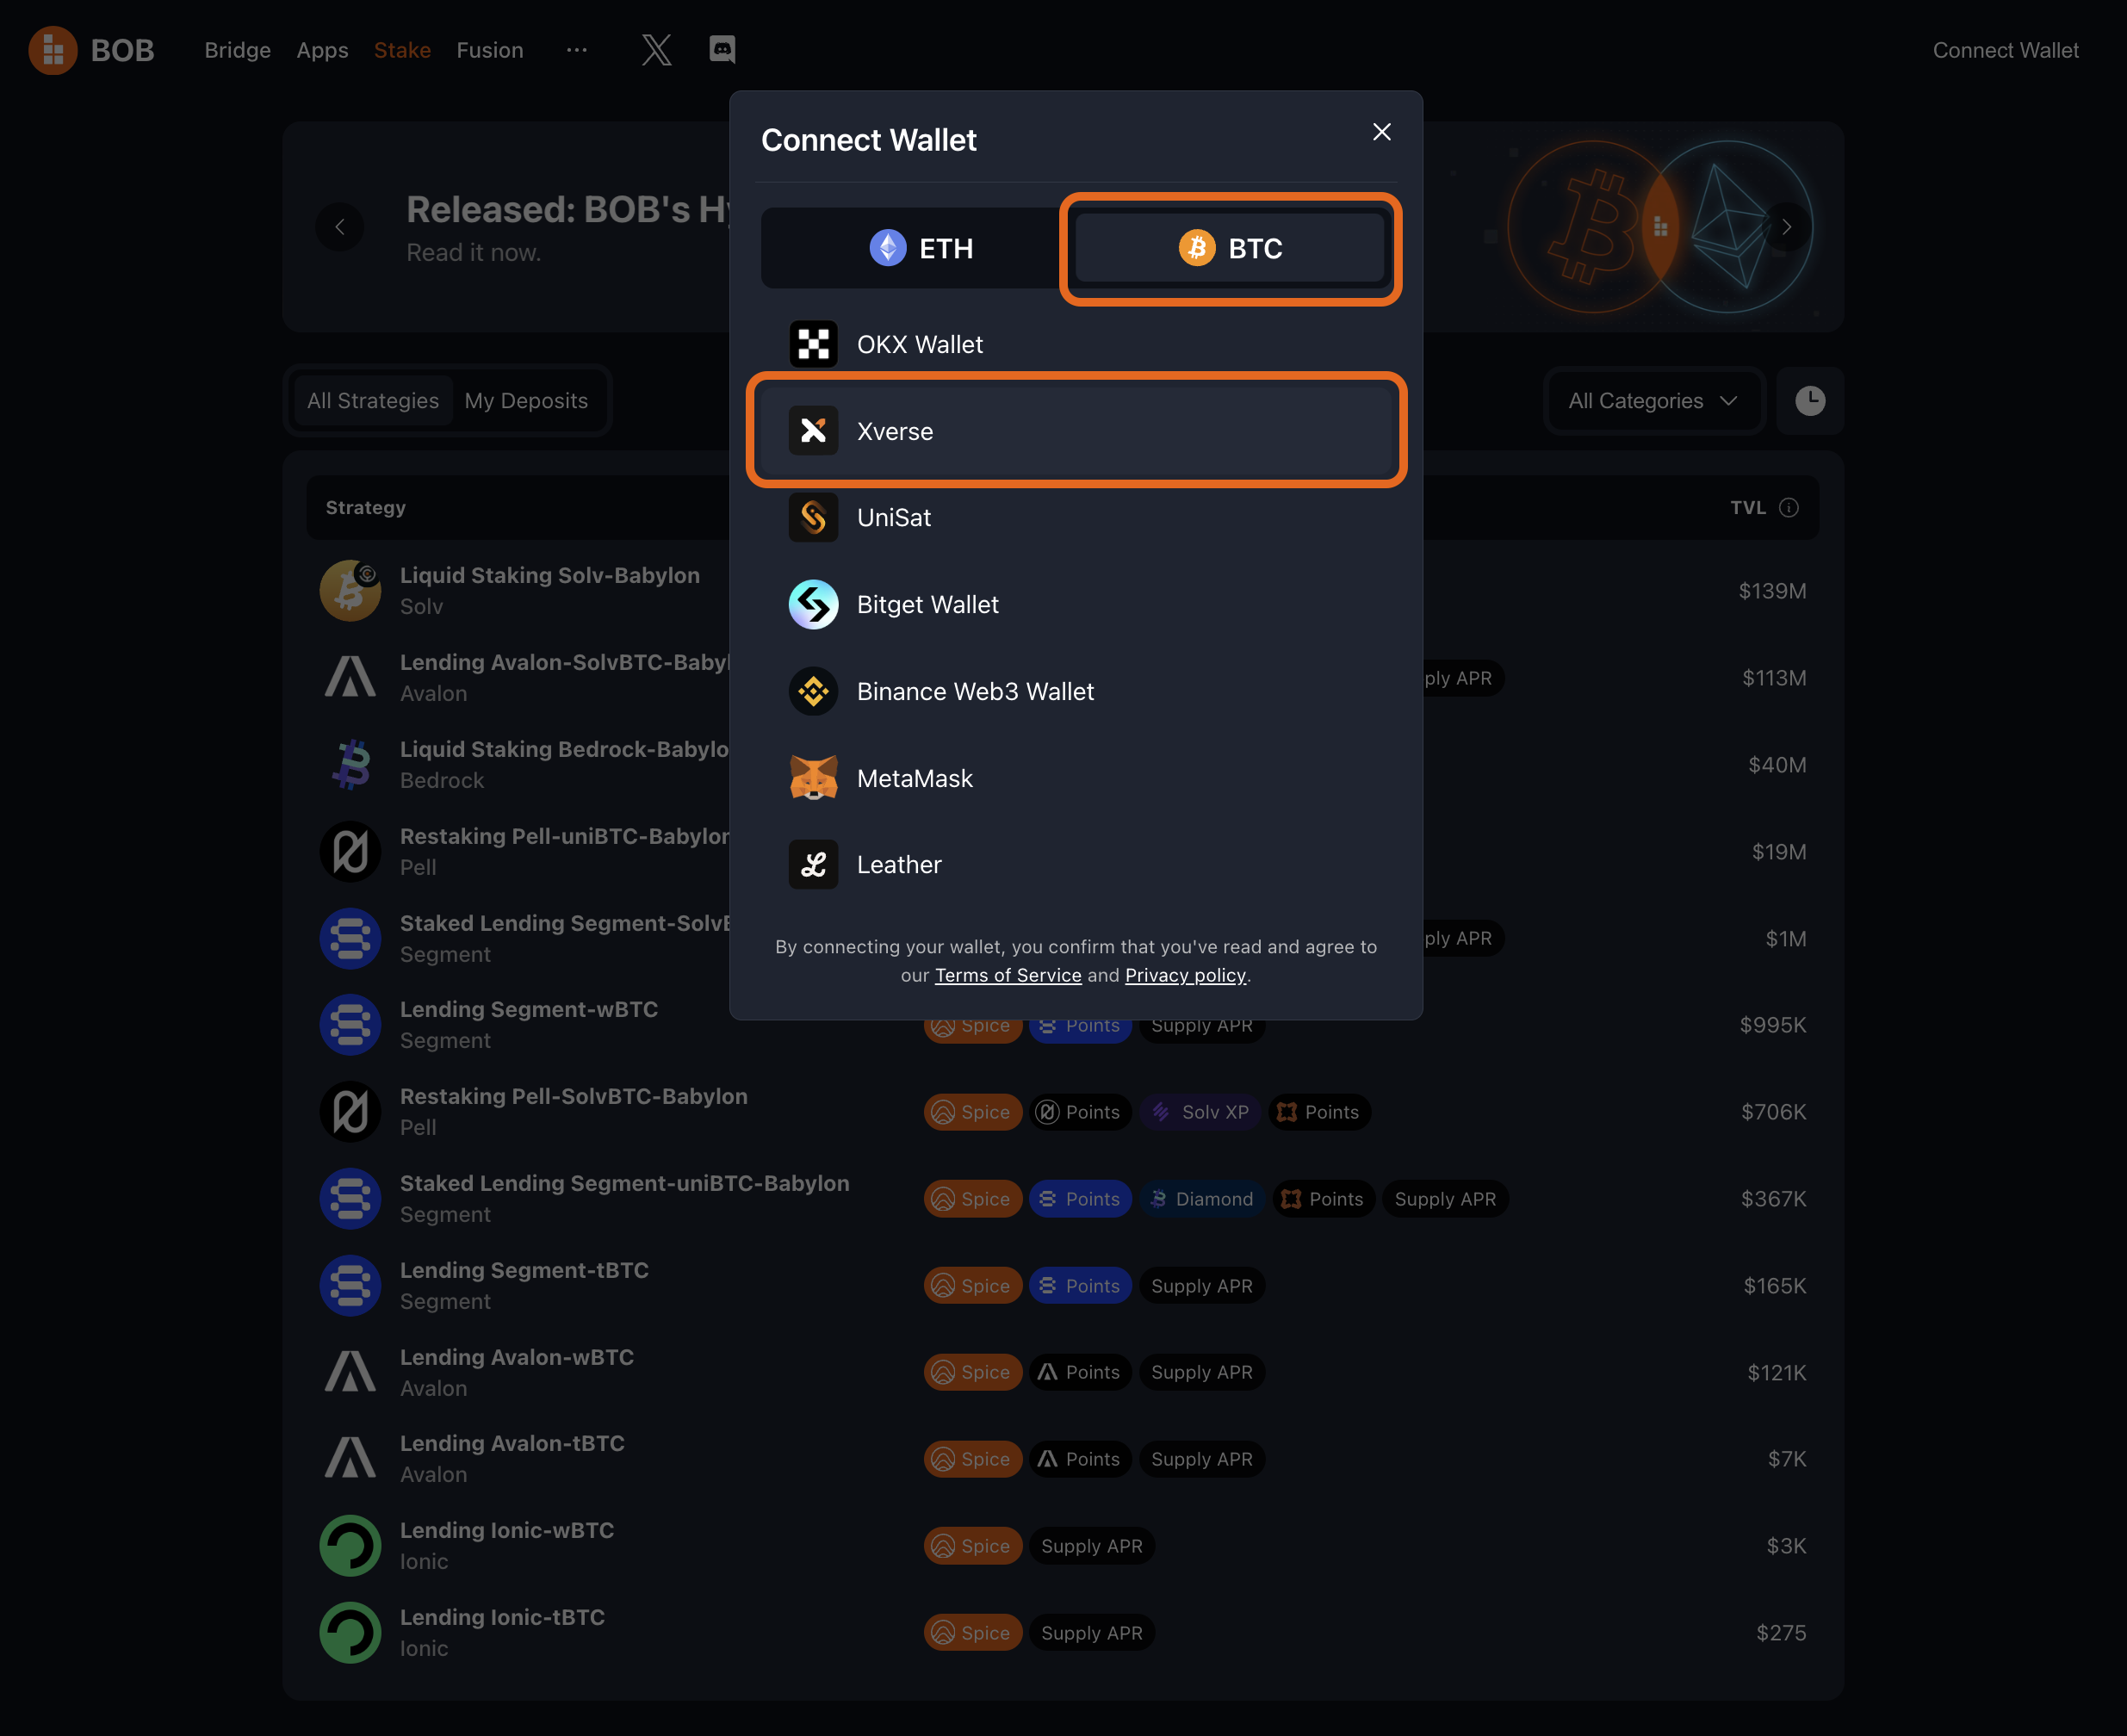 BOB
Bridge Apps Stake Fusion ...
Connect Wallet
Released: BOB's
Read it now.
Connect Wallet
ETH
BTC
OKX Wallet
Xverse
UniSat
Bitget Wallet
Binance Web3 Wallet
MetaMask
Leather
By connecting your wallet, you confirm that you've read and agree to
our Terms of Service and Privacy policy.
All Strategies
My Deposits
All Categories
Strategy
TVL
Liquid Staking Solv-Babylon
Solv
$139M
Lending Avalon-SolvBTC-Babyl
Avalon
ply APR
$113M
Liquid Staking Bedrock-Babylo
Bedrock
$40M
Restaking Pell-uniBTC-Babylon
Pell
$19M
Staked Lending Segment-SolvB
Segment
ply APR
$1M
Lending Segment-wBTC
Segment
Spice Points Supply APR
$995K
Restaking Pell-SolvBTC-Babylon
Pell
Spice Points Solv XP Points
$706K
Staked Lending Segment-uniBTC-Babylon
Segment
Spice Points Diamond Points Supply APR
$367K
Lending Segment-tBTC
Segment
Spice Points Supply APR
$165K
Lending Avalon-wBTC
Avalon
Spice Points Supply APR
$121K
Lending Avalon-tBTC
Avalon
Spice Points Supply APR
$7K
Lending Ionic-wBTC
Ionic
Spice Supply APR
$3K
Lending Ionic-tBTC
Ionic
Spice Supply APR
$275